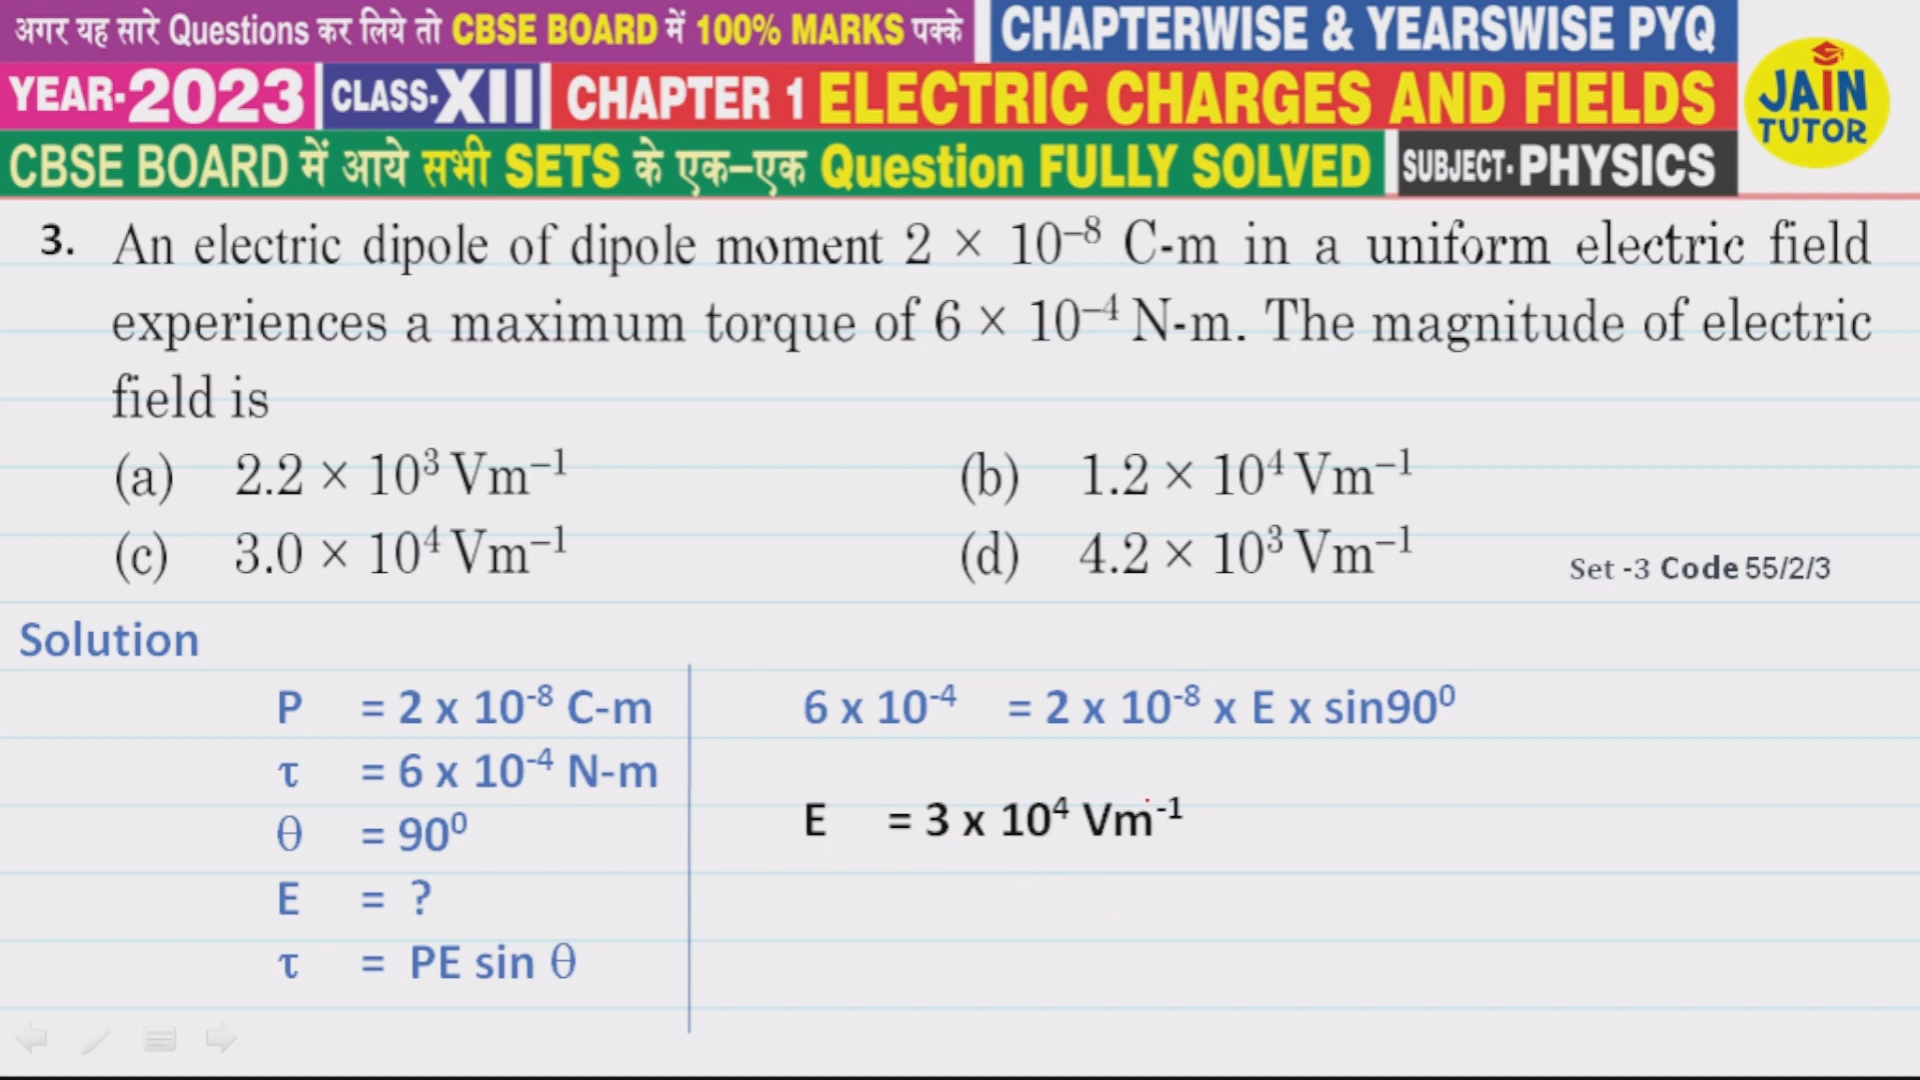 अगर यह सारे Questions कर लिये तो CBSE BOARD में 100% MARKS पक्के
CHAPTERWISE & YEARSWISE PYQ
YEAR-2023 CLASS-XII CHAPTER 1 ELECTRIC CHARGES AND FIELDS
JAIN
TUTOR
CBSE BOARD में आये सभी SETS के एक–एक Question FULLY SOLVED
SUBJECT- PHYSICS
3. An electric dipole of dipole moment 2 × 10⁻⁸ C-m in a uniform electric field
experiences a maximum torque of 6 × 10⁻⁴ N-m. The magnitude of electric
field is
(a) 2.2 × 10³ Vm⁻¹ (b) 1.2 × 10⁴ Vm⁻¹
(c) 3.0 × 10⁴ Vm⁻¹ (d) 4.2 × 10³ Vm⁻¹
Set -3 Code 55/2/3
Solution
P = 2 x 10⁻⁸ C-m
τ = 6 x 10⁻⁴ N-m
θ = 90⁰
E = ?
τ = PE sin θ
6 x 10⁻⁴ = 2 x 10⁻⁸ x E x sin90⁰
E = 3 x 10⁴ Vm⁻¹